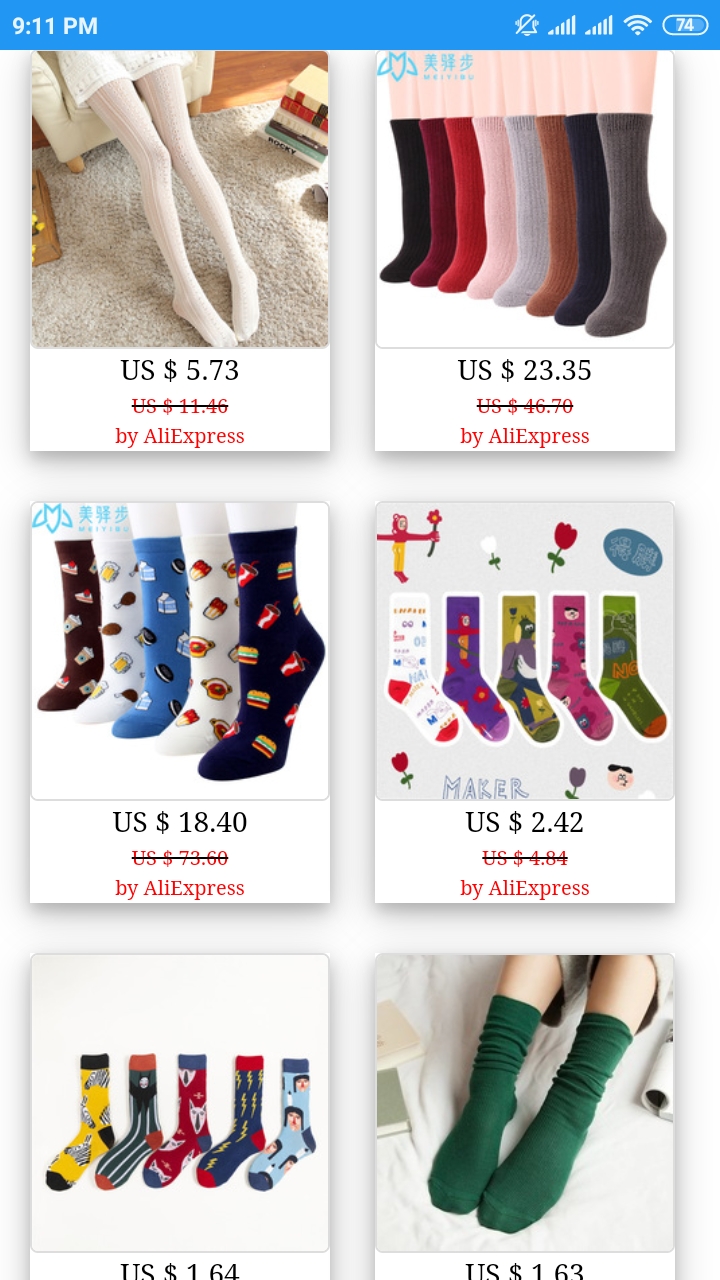 9:11 PM
74
美驿步
MEIYIBU
ROCKY
US $ 5.73
US $ 23.35
US $ 11.46
US $ 46.70
by AliExpress
by AliExpress
美驿步
MEIYIBU
MAKER
US $ 18.40
US $ 2.42
US $ 73.60
US $ 4.84
by AliExpress
by AliExpress
US $ 1.64
US $ 1.63